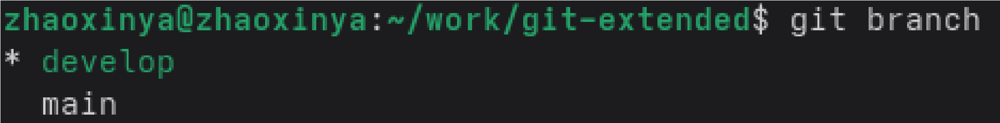 zhaoxinya@zhaoxinya:~/work/git-extended$ git branch
* develop
  main